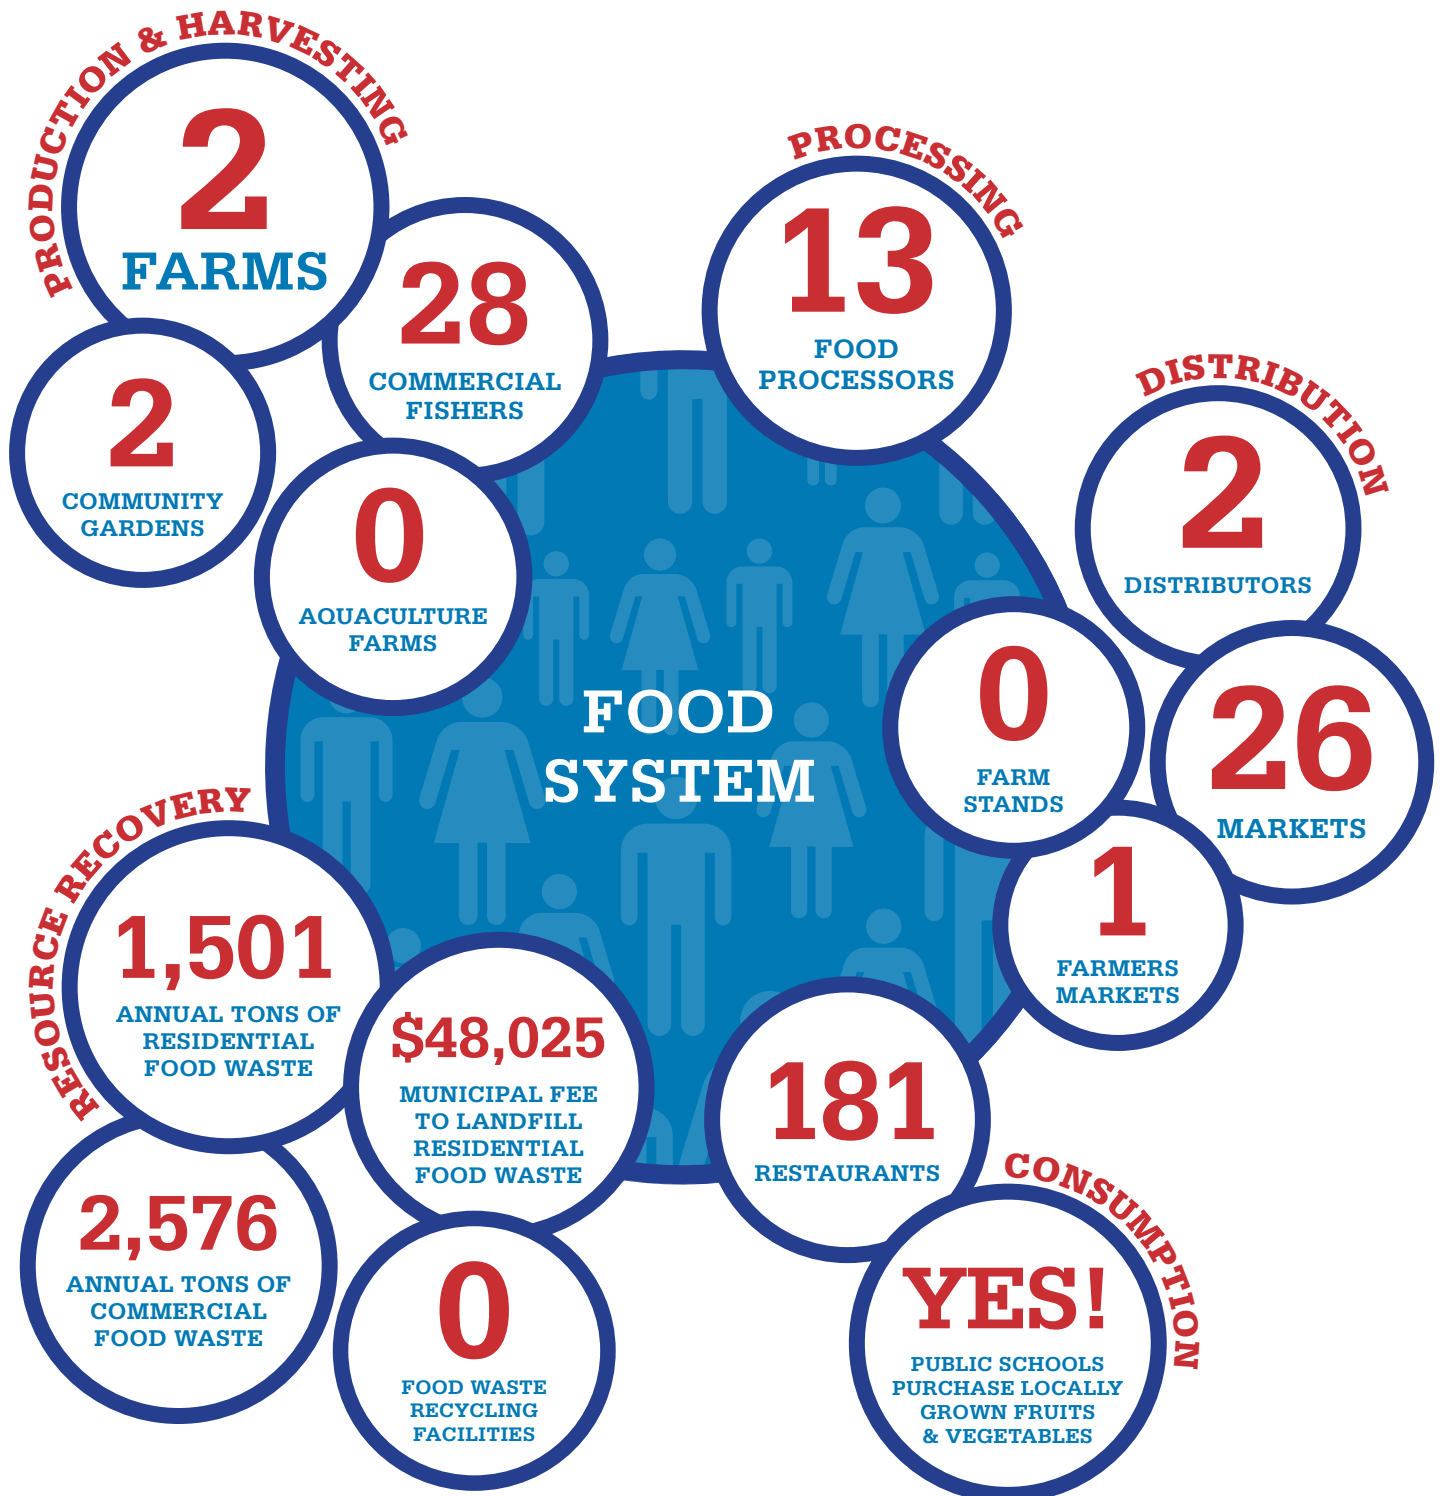 PRODUCTION & HARVESTING
2
FARMS
28
COMMERCIAL
FISHERS
2
COMMUNITY
GARDENS
0
AQUACULTURE
FARMS
PROCESSING
13
FOOD
PROCESSORS
DISTRIBUTION
2
DISTRIBUTORS
0
FARM
STANDS
26
MARKETS
1
FARMERS
MARKETS
FOOD
SYSTEM
RESOURCE RECOVERY
1,501
ANNUAL TONS OF
RESIDENTIAL
FOOD WASTE
$48,025
MUNICIPAL FEE
TO LANDFILL
RESIDENTIAL
FOOD WASTE
2,576
ANNUAL TONS OF
COMMERCIAL
FOOD WASTE
0
FOOD WASTE
RECYCLING
FACILITIES
181
RESTAURANTS
CONSUMPTION
YES!
PUBLIC SCHOOLS
PURCHASE LOCALLY
GROWN FRUITS
& VEGETABLES